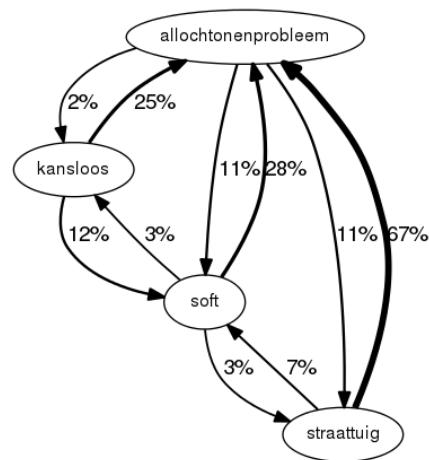 allochtonenprobleem
2%
25%
kansloos
11%
28%
12%
3%
11%
67%
soft
3%
7%
straattuig